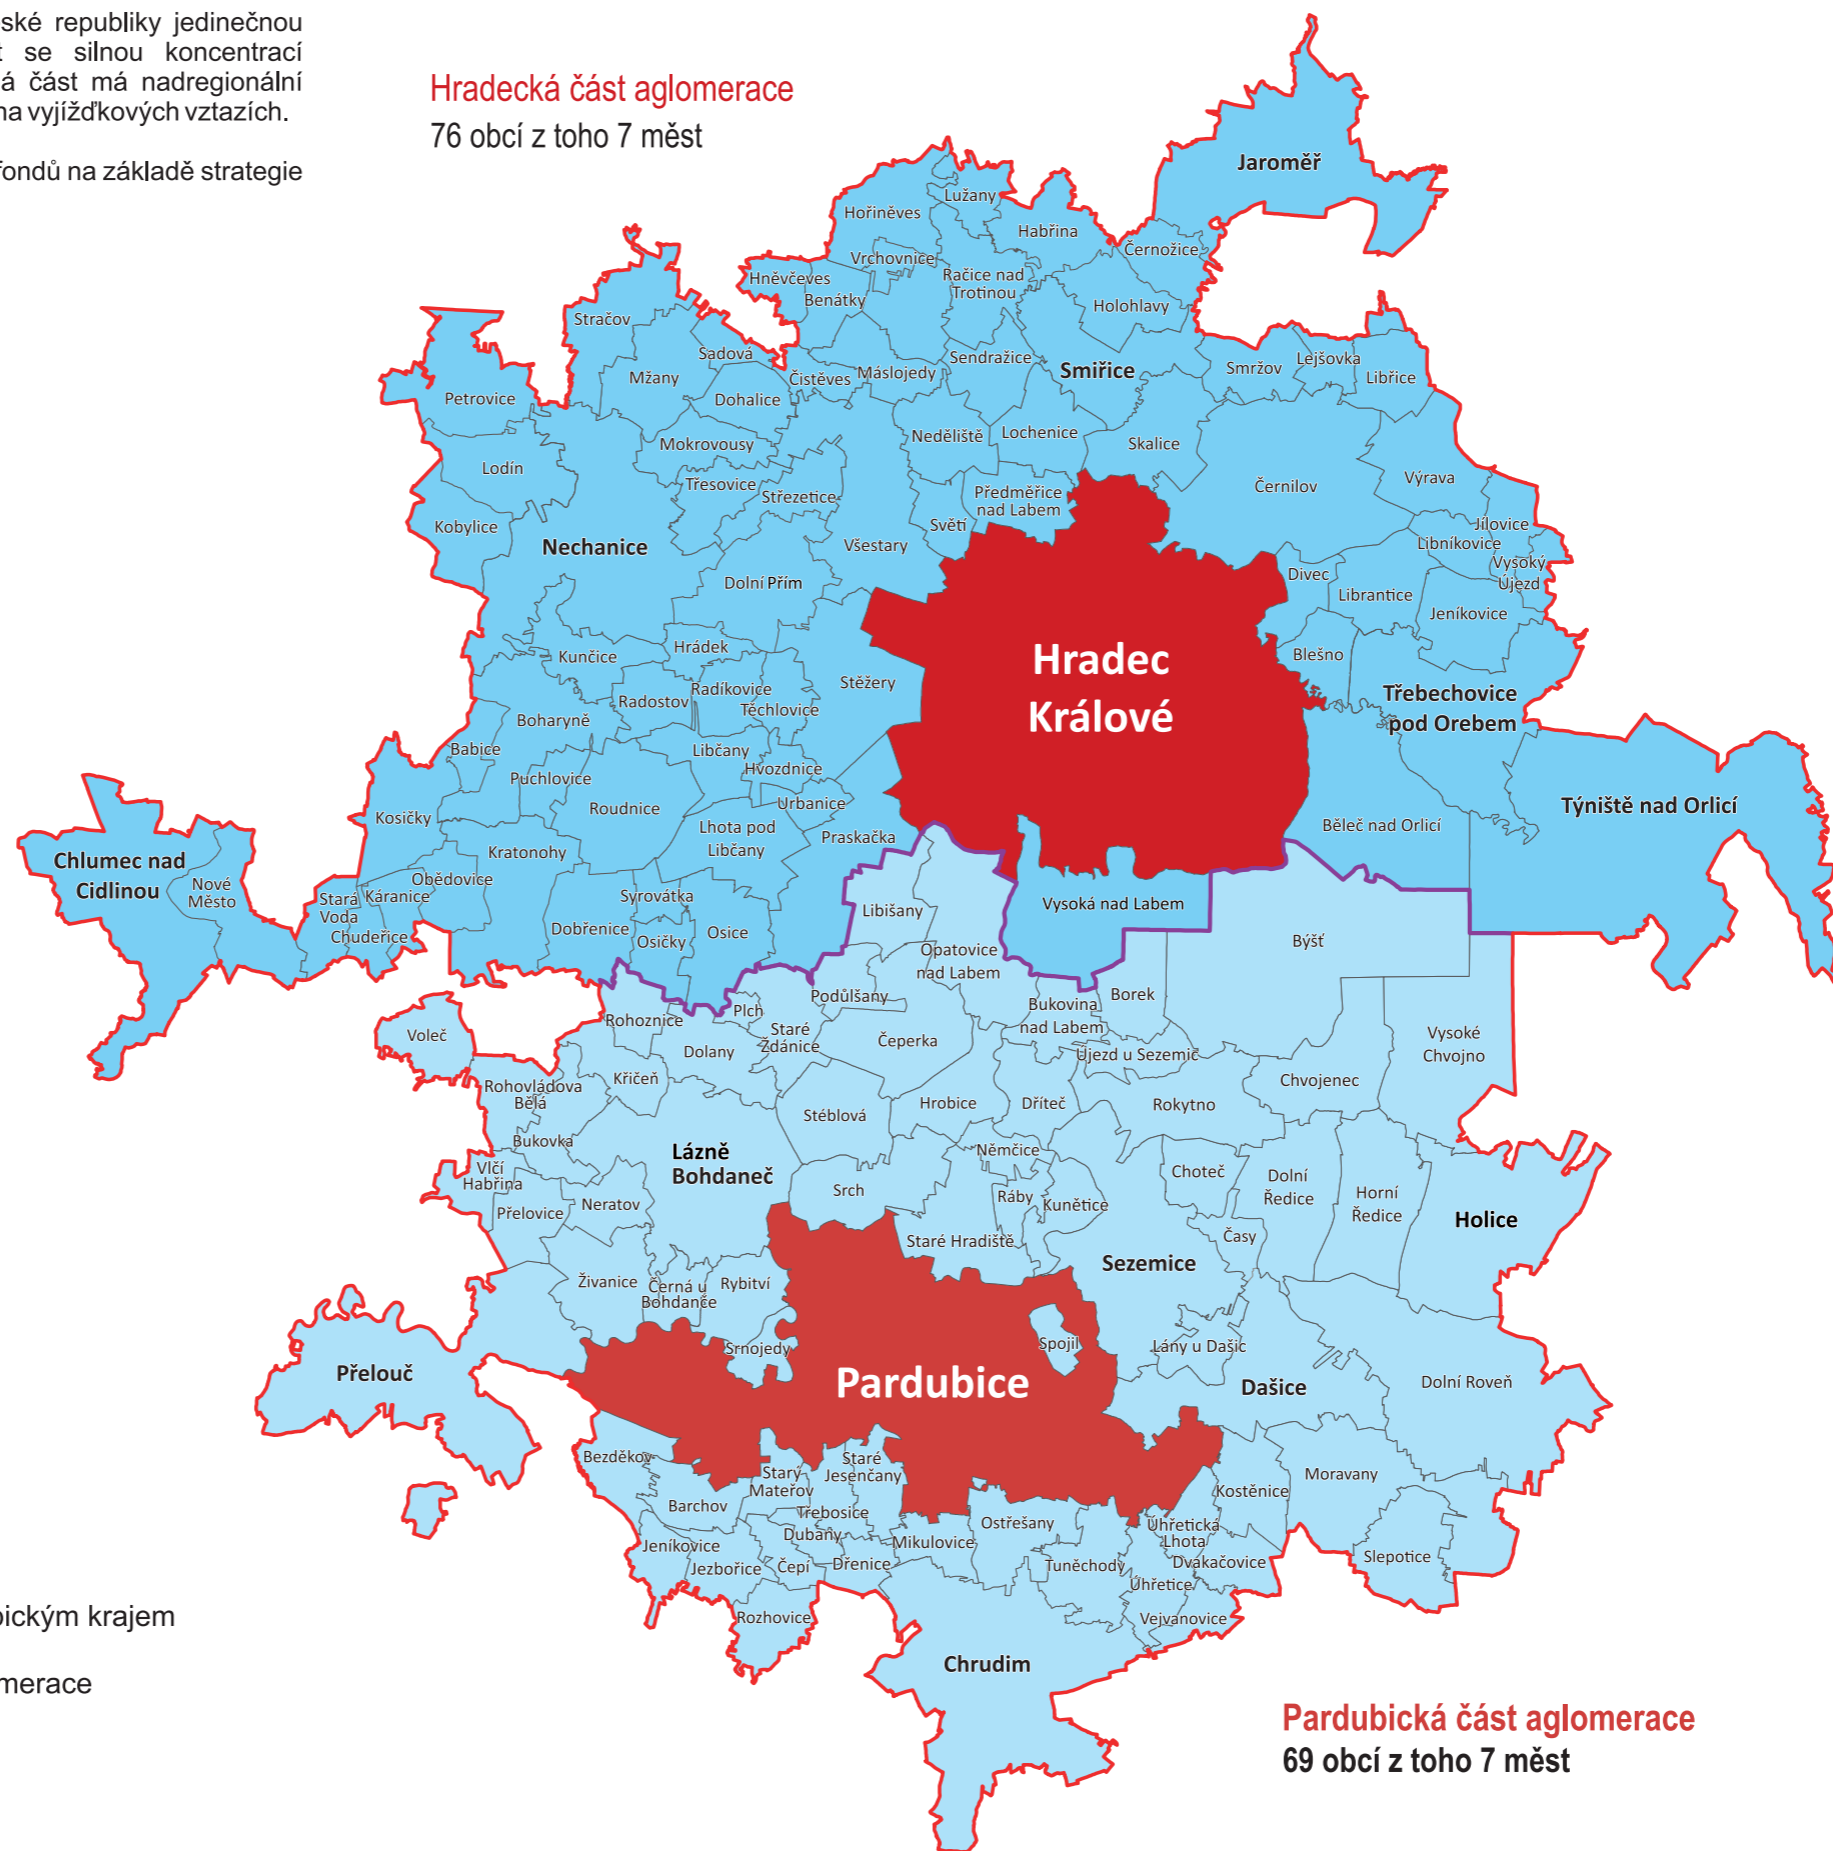 ské republiky jedinečnou
se silnou koncentrací
á část má nadregionální
na vyjížďkových vztazích.
fondů na základě strategie
Hradecká část aglomerace
76 obcí z toho 7 měst
Jaroměř
Lužany
Hořiněves
Habřina
Černožice
Vrchovnice
Hněvčeves
Račice nad
Trotinou
Benátky
Holohlavy
Stračov
Sadová
Sendražice
Smiřice
Smržov
Lejšovka
Libřice
Mžany
Čistěves
Máslojedy
Petrovice
Dohalice
Neděliště
Lochenice
Skalice
Mokrovousy
Lodín
Třesovice
Střezetice
Předměřice
nad Labem
Černilov
Výrava
Kobylice
Světí
Jílovice
Nechanice
Všestary
Libníkovice
Vysoký
Újezd
Dolní Přím
Divec
Librantice
Jeníkovice
Hrádek
Kunčice
Blešno
Hradec
Králové
Stěžery
Radíkovice
Radostov
Těchlovice
Třebechovice
pod Orebem
Boharyně
Babice
Libčany
Hvozdnice
Puchlovice
Roudnice
Urbanice
Týniště nad Orlicí
Kosičky
Lhota pod
Libčany
Praskačka
Běleč nad Orlicí
Kratonohy
Chlumec nad
Cidlinou
Nové
Město
Obědovice
Káranice
Stará
Voda
Syrovátka
Chudeřice
Dobřenice
Osičky
Osice
Vysoká nad Labem
Libišany
Býšť
Opatovice
nad Labem
Podůlšany
Borek
Bukovina
nad Labem
Plch
Rohoznice
Staré
Ždánice
Voleč
Čeperka
Vysoké
Chvojno
Dolany
Újezd u Sezemic
Křičeň
Chvojenec
Rohovládova
Bělá
Stéblová
Hrobice
Dříteč
Rokytno
Bukovka
Lázně
Bohdaneč
Němčice
Vlčí
Habřina
Choteč
Dolní
Ředice
Horní
Ředice
Srch
Ráby
Kunětice
Přelovice
Neratov
Holice
Staré Hradiště
Časy
Sezemice
Živanice
Černá u
Bohdanče
Rybitví
Srnojedy
Spojil
Lány u Dašic
Přelouč
Pardubice
Dašice
Dolní Roveň
Bezděkov
Starý
Mateřov
Staré
Jesenčany
Moravany
Kostěnice
Barchov
Třebosice
Dubany
Ostřešany
Úhřetická
Lhota
Mikulovice
Jeníkovice
Jezbořice
Čepí
Dřenice
Tuněchody
Dvakačovice
Slepotice
Úhřetice
Rozhovice
Vejvanovice
bickým krajem
Chrudim
merace
Pardubická část aglomerace
69 obcí z toho 7 měst